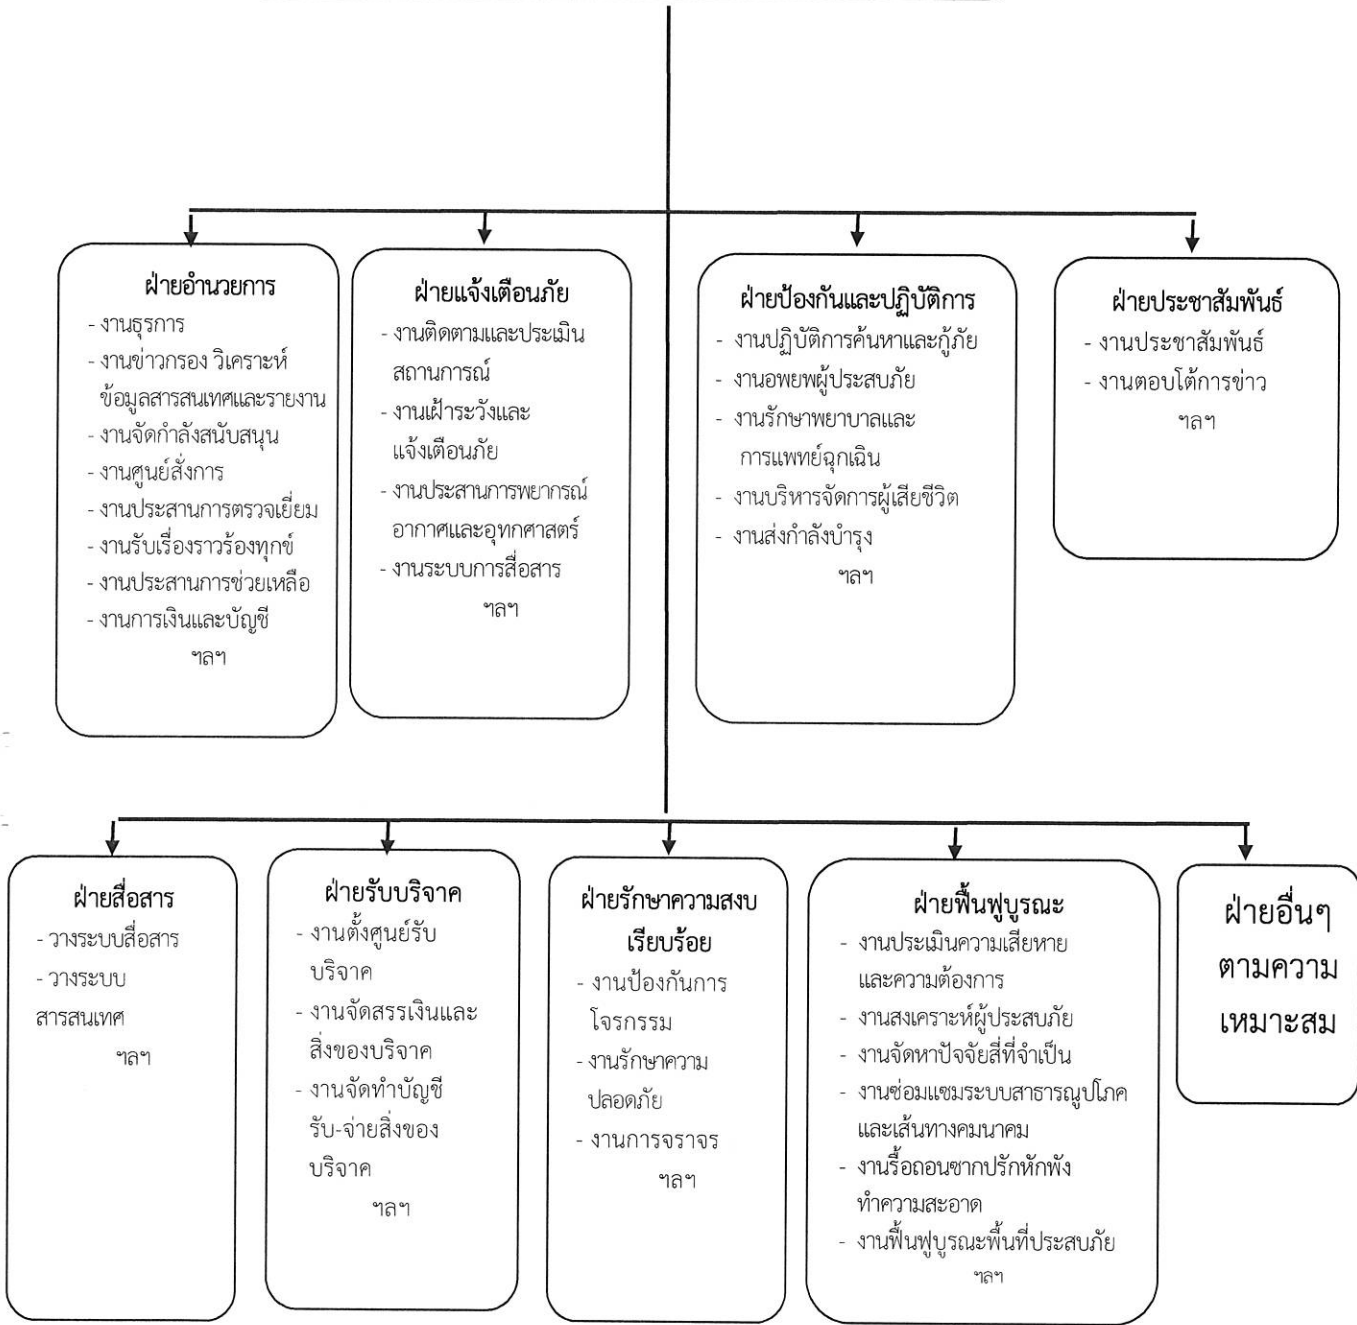 ฝ่ายอำนวยการ
- งานธุรการ
- งานข่าวกรอง วิเคราะห์
ข้อมูลสารสนเทศและรายงาน
- งานจัดกำลังสนับสนุน
- งานศูนย์สั่งการ
- งานประสานการตรวจเยี่ยม
- งานรับเรื่องราวร้องทุกข์
- งานประสานการช่วยเหลือ
- งานการเงินและบัญชี
ฯลฯ
ฝ่ายแจ้งเตือนภัย
- งานติดตามและประเมิน
สถานการณ์
- งานเฝ้าระวังและ
แจ้งเตือนภัย
- งานประสานการพยากรณ์
อากาศและอุทกศาสตร์
- งานระบบการสื่อสาร
ฯลฯ
ฝ่ายป้องกันและปฏิบัติการ
- งานปฏิบัติการค้นหาและกู้ภัย
- งานอพยพผู้ประสบภัย
- งานรักษาพยาบาลและ
การแพทย์ฉุกเฉิน
- งานบริหารจัดการผู้เสียชีวิต
- งานส่งกำลังบำรุง
ฯลฯ
ฝ่ายประชาสัมพันธ์
- งานประชาสัมพันธ์
- งานตอบโต้การข่าว
ฯลฯ
ฝ่ายสื่อสาร
- วางระบบสื่อสาร
- วางระบบ
สารสนเทศ
ฯลฯ
ฝ่ายรับบริจาค
- งานตั้งศูนย์รับ
บริจาค
- งานจัดสรรเงินและ
สิ่งของบริจาค
- งานจัดทำบัญชี
รับ-จ่ายสิ่งของ
บริจาค
ฯลฯ
ฝ่ายรักษาความสงบ
เรียบร้อย
- งานป้องกันการ
โจรกรรม
- งานรักษาความ
ปลอดภัย
- งานการจราจร
ฯลฯ
ฝ่ายฟื้นฟูบูรณะ
- งานประเมินความเสียหาย
และความต้องการ
- งานสงเคราะห์ผู้ประสบภัย
- งานจัดหาปัจจัยสี่ที่จำเป็น
- งานซ่อมแซมระบบสาธารณูปโภค
และเส้นทางคมนาคม
- งานรื้อถอนซากปรักหักพัง
ทำความสะอาด
- งานฟื้นฟูบูรณะพื้นที่ประสบภัย
ฯลฯ
ฝ่ายอื่นๆ
ตามความ
เหมาะสม